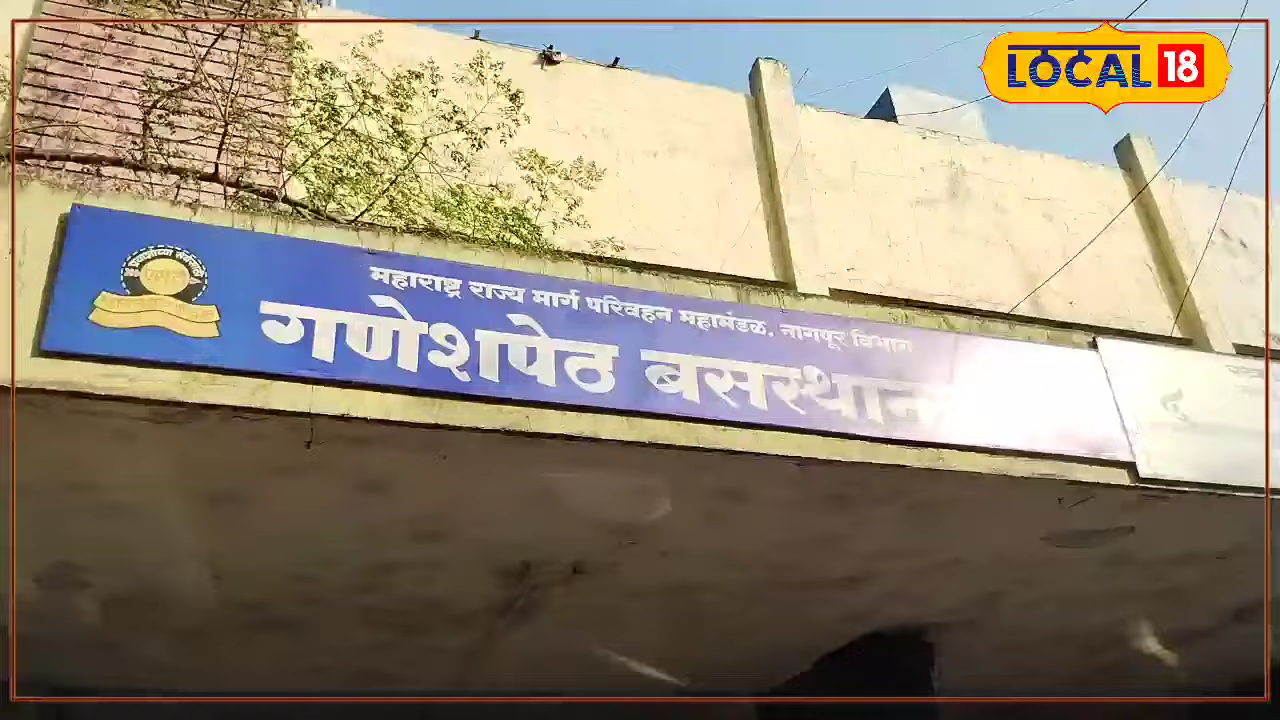 LOCAL 18
महाराष्ट्र राज्य मार्ग परिवहन महामंडळ. नागपूर विभाग
गणेशपेठ बसस्थान